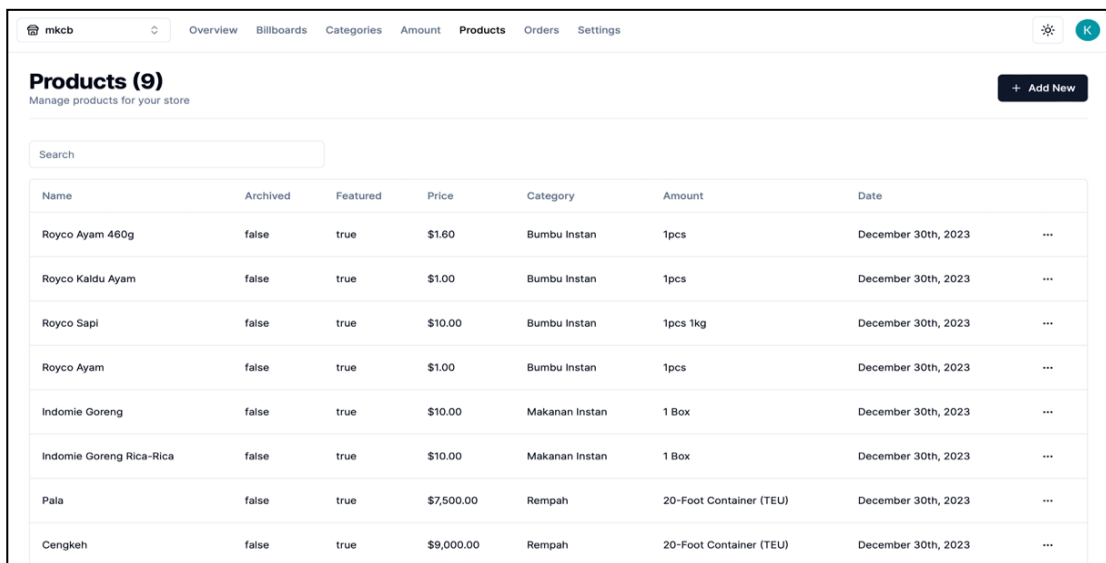 mkcb Overview Billboards Categories Amount Products Orders Settings K
Products (9)
Manage products for your store
+ Add New
Search
Name Archived Featured Price Category Amount Date
Royco Ayam 460g false true $1.60 Bumbu Instan 1pcs December 30th, 2023 ...
Royco Kaldu Ayam false true $1.00 Bumbu Instan 1pcs December 30th, 2023 ...
Royco Sapi false true $10.00 Bumbu Instan 1pcs 1kg December 30th, 2023 ...
Royco Ayam false true $1.00 Bumbu Instan 1pcs December 30th, 2023 ...
Indomie Goreng false true $10.00 Makanan Instan 1 Box December 30th, 2023 ...
Indomie Goreng Rica-Rica false true $10.00 Makanan Instan 1 Box December 30th, 2023 ...
Pala false true $7,500.00 Rempah 20-Foot Container (TEU) December 30th, 2023 ...
Cengkeh false true $9,000.00 Rempah 20-Foot Container (TEU) December 30th, 2023 ...